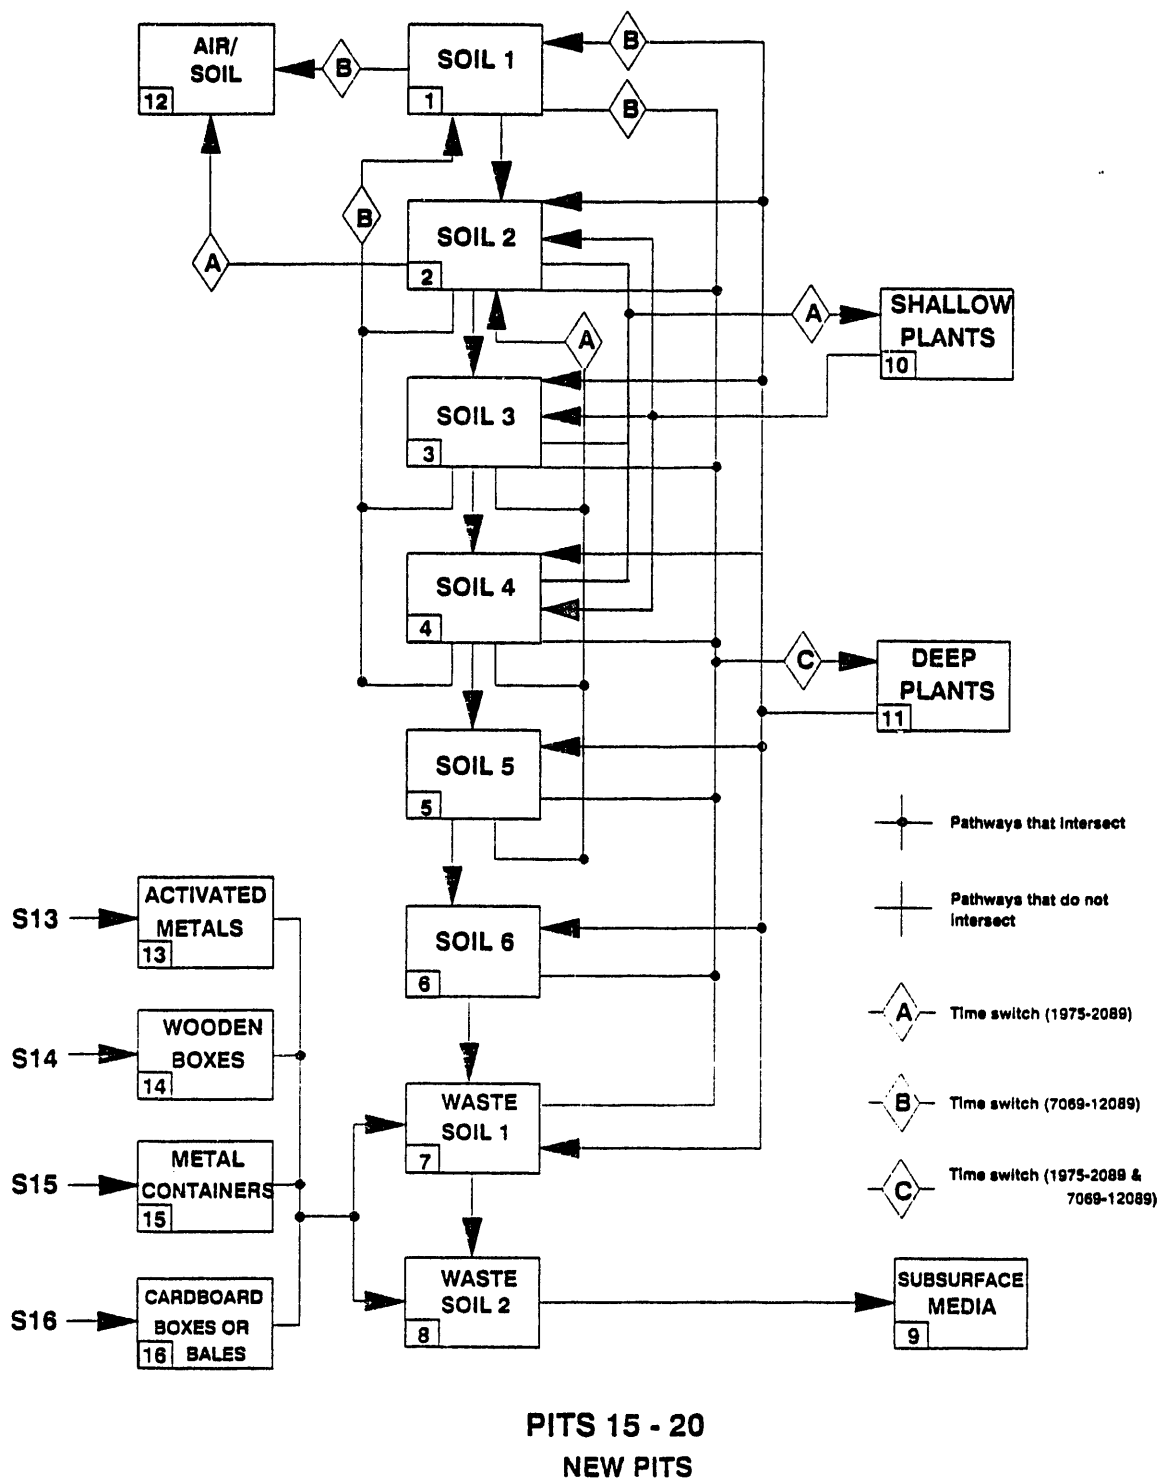 AIR/
SOIL
12
B
SOIL 1
1
B
B
B
A
SOIL 2
2
A
SHALLOW
PLANTS
10
A
SOIL 3
3
SOIL 4
4
C
DEEP
PLANTS
11
SOIL 5
5
Pathways that intersect
Pathways that do not
intersect
S13
ACTIVATED
METALS
13
SOIL 6
6
A
Time switch (1975-2089)
S14
WOODEN
BOXES
14
B
Time switch (7069-12089)
WASTE
SOIL 1
7
S15
METAL
CONTAINERS
15
C
Time switch (1975-2089 &
7069-12089)
S16
CARDBOARD
BOXES OR
BALES
16
WASTE
SOIL 2
8
SUBSURFACE
MEDIA
9
PITS 15 - 20
NEW PITS